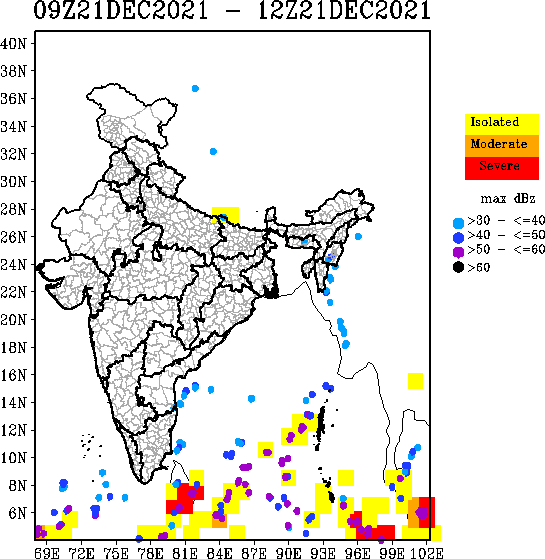 09Z21DEC2021 - 12Z21DEC2021
40N
38N
36N
34N
32N
30N
28N
26N
24N
22N
20N
18N
16N
14N
12N
10N
8N
6N
69E 72E 75E 78E 81E 84E 87E 90E 93E 96E 99E 102E
Isolated
Moderate
Severe
max dBz
>30 - <=40
>40 - <=50
>50 - <=60
>60